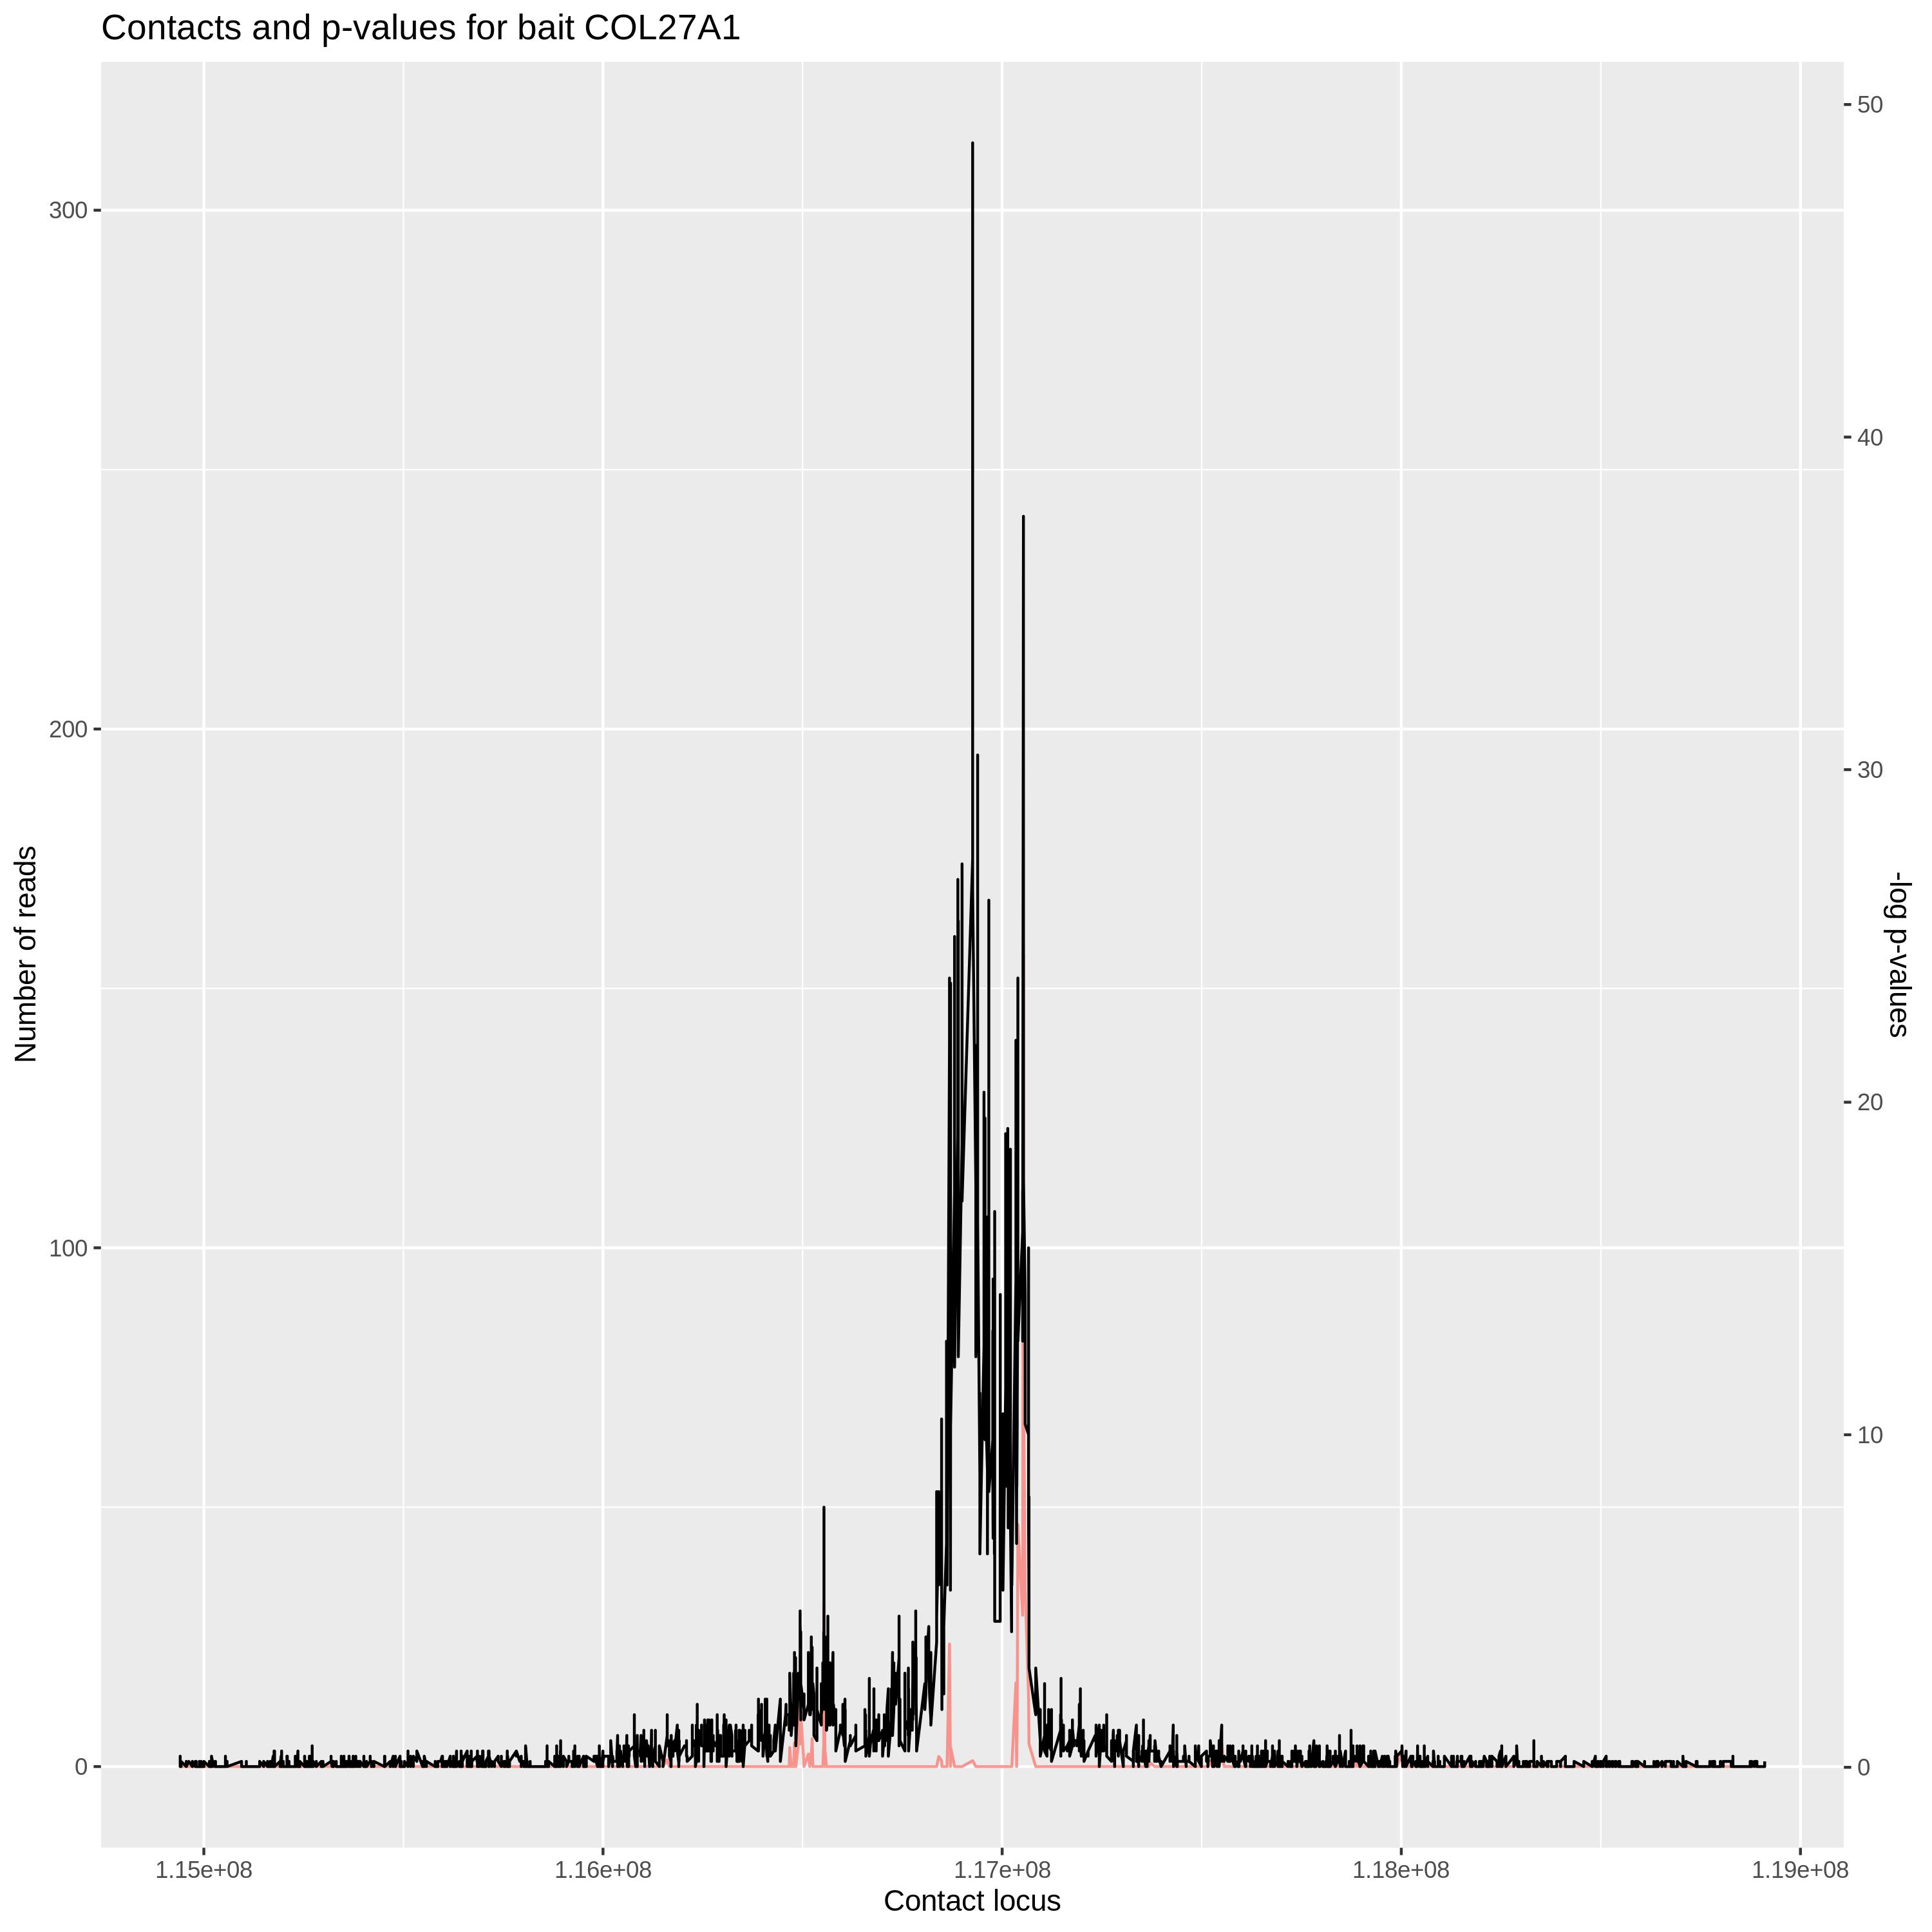 Contacts and p-values for bait COL27A1
300
200
100
0
Number of reads
50
40
30
20
10
0
-log p-values
1.15e+08
1.16e+08
1.17e+08
1.18e+08
1.19e+08
Contact locus